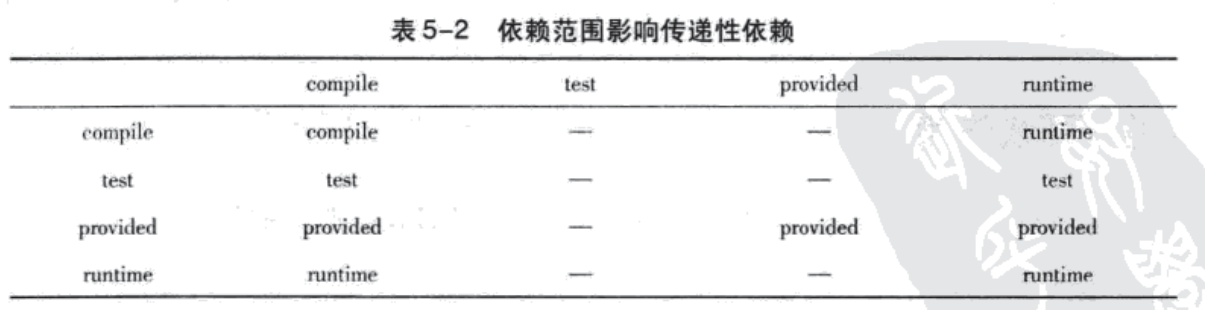 表5-2 依赖范围影响传递性依赖
compile test provided runtime
compile compile — — runtime
test test — — test
provided provided — provided provided
runtime runtime — — runtime